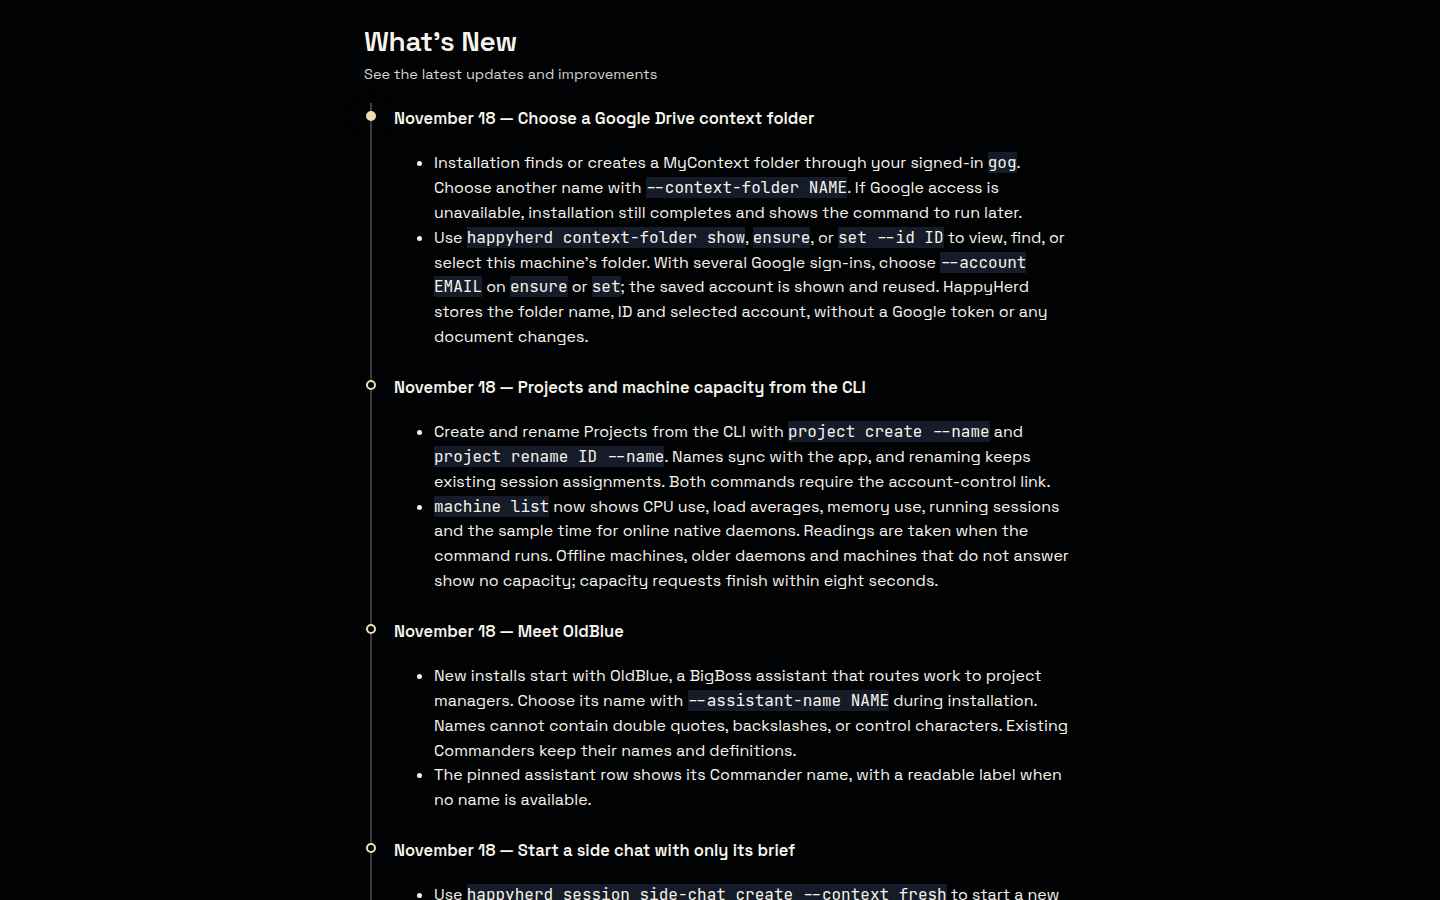 What's New
See the latest updates and improvements
November 18 — Choose a Google Drive context folder
Installation finds or creates a MyContext folder through your signed-in gog.
Choose another name with --context-folder NAME. If Google access is
unavailable, installation still completes and shows the command to run later.
Use happyherd context-folder show, ensure, or set --id ID to view, find, or
select this machine's folder. With several Google sign-ins, choose --account
EMAIL on ensure or set; the saved account is shown and reused. HappyHerd
stores the folder name, ID and selected account, without a Google token or any
document changes.
November 18 — Projects and machine capacity from the CLI
Create and rename Projects from the CLI with project create --name and
project rename ID --name. Names sync with the app, and renaming keeps
existing session assignments. Both commands require the account-control link.
machine list now shows CPU use, load averages, memory use, running sessions
and the sample time for online native daemons. Readings are taken when the
command runs. Offline machines, older daemons and machines that do not answer
show no capacity; capacity requests finish within eight seconds.
November 18 — Meet OldBlue
New installs start with OldBlue, a BigBoss assistant that routes work to project
managers. Choose its name with --assistant-name NAME during installation.
Names cannot contain double quotes, backslashes, or control characters. Existing
Commanders keep their names and definitions.
The pinned assistant row shows its Commander name, with a readable label when
no name is available.
November 18 — Start a side chat with only its brief
Use happyherd session side-chat create --context fresh to start a new